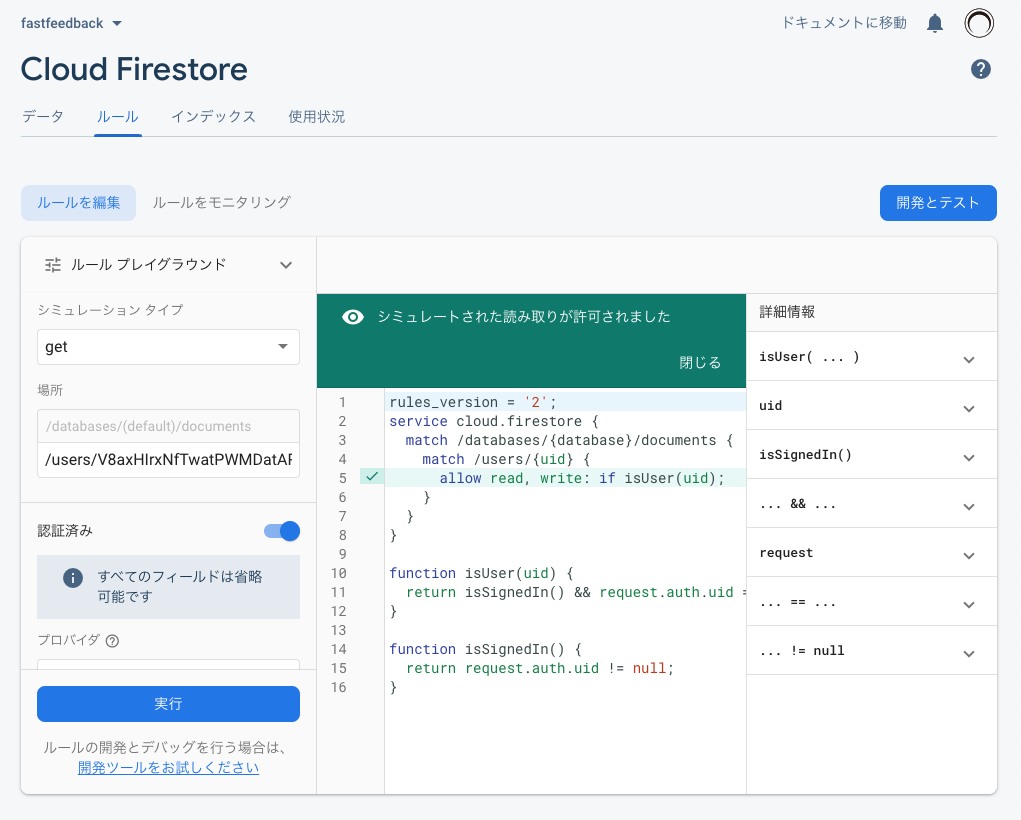 fastfeedback
ドキュメントに移動
Cloud Firestore
データ
ルール
インデックス
使用状況
ルールを編集
ルールをモニタリング
開発とテスト
ルール プレイグラウンド
シミュレーション タイプ
get
場所
/databases/(default)/documents
/users/V8axHIrxNfTwatPWMDatAF
認証済み
すべてのフィールドは省略
可能です
プロバイダ
実行
ルールの開発とデバッグを行う場合は、
開発ツールをお試しください
シミュレートされた読み取りが許可されました
閉じる
1 rules_version = '2';
2 service cloud.firestore {
3 match /databases/{database}/documents {
4 match /users/{uid} {
5 allow read, write: if isUser(uid);
6 }
7 }
8 }
9
10 function isUser(uid) {
11 return isSignedIn() && request.auth.uid =
12 }
13
14 function isSignedIn() {
15 return request.auth.uid != null;
16 }
詳細情報
isUser( ... )
uid
isSignedIn()
... && ...
request
... == ...
... != null